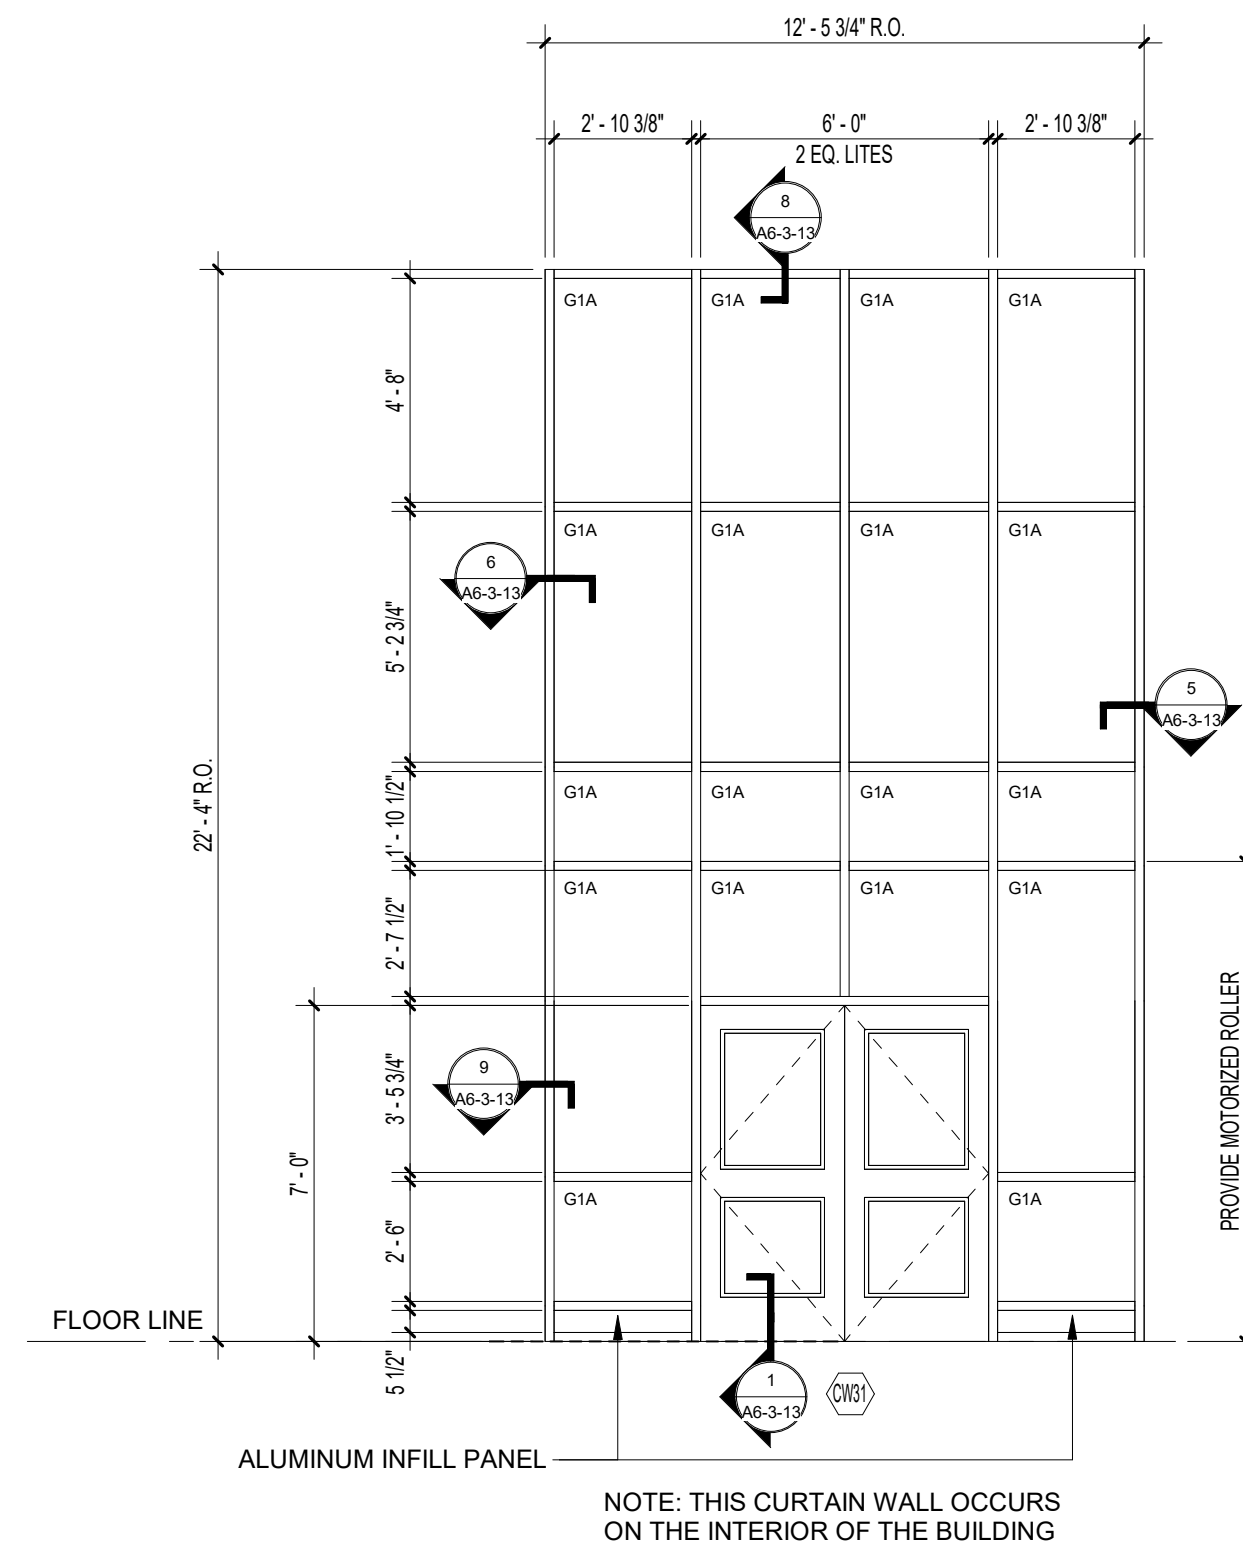 12' - 5 3/4" R.O.
2' - 10 3/8"
6' - 0"
2' - 10 3/8"
2 EQ. LITES
8
A6-3-13
G1A
G1A
G1A
G1A
4' - 8"
G1A
G1A
G1A
G1A
6
A6-3-13
5' - 2 3/4"
5
A6-3-13
22' - 4" R.O.
1' - 10 1/2"
G1A
G1A
G1A
G1A
2' - 7 1/2"
G1A
G1A
G1A
G1A
PROVIDE MOTORIZED ROLLER
3' - 5 3/4"
9
A6-3-13
7' - 0"
2' - 6"
G1A
G1A
FLOOR LINE
5 1/2"
1
A6-3-13
CW31
ALUMINUM INFILL PANEL
NOTE: THIS CURTAIN WALL OCCURS
ON THE INTERIOR OF THE BUILDING